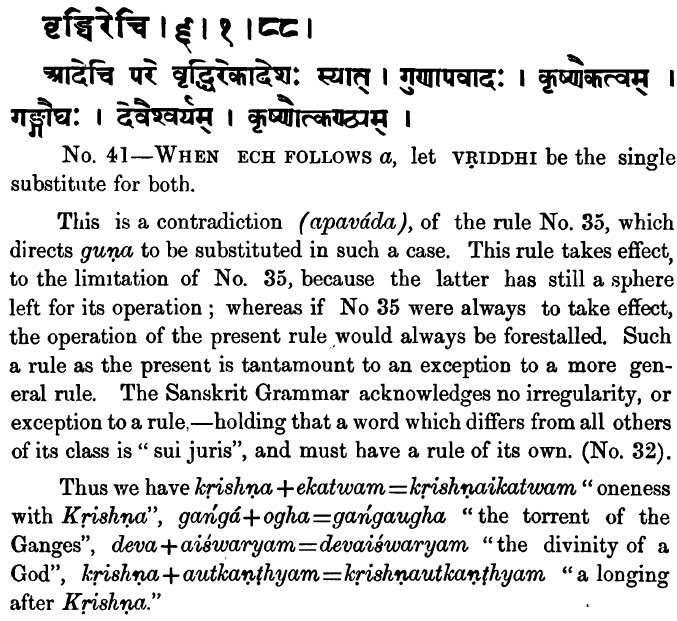 वृद्धिरेचि । ६ । १ । ८८ ।
आदेचि परे वृद्धिरेकादेशः स्यात् । गुणापवादः । कृष्णैकत्वम् ।
गङ्गौघः । देवैश्वर्यम् । कृष्णौत्कण्ठ्यम् ।
No. 41—WHEN ECH FOLLOWS a, let VṚIDDHI be the single
substitute for both.
This is a contradiction (apaváda), of the rule No. 35, which
directs guṇa to be substituted in such a case. This rule takes effect,
to the limitation of No. 35, because the latter has still a sphere
left for its operation ; whereas if No 35 were always to take effect,
the operation of the present rule would always be forestalled. Such
a rule as the present is tantamount to an exception to a more gen-
eral rule. The Sanskrit Grammar acknowledges no irregularity, or
exception to a rule,—holding that a word which differs from all others
of its class is “ sui juris”, and must have a rule of its own. (No. 32).
Thus we have kṛishṇa+ekatwam=kṛishṇaikatwam “ oneness
with Kṛishṇa”, gańgá+ogha=gańgaugha “ the torrent of the
Ganges”, deva+aiśwaryam=devaiśwaryam “ the divinity of a
God”, kṛishṇa+autkaṇṭhyam=kṛishṇautkaṇṭhyam “ a longing
after Kṛishṇa.”